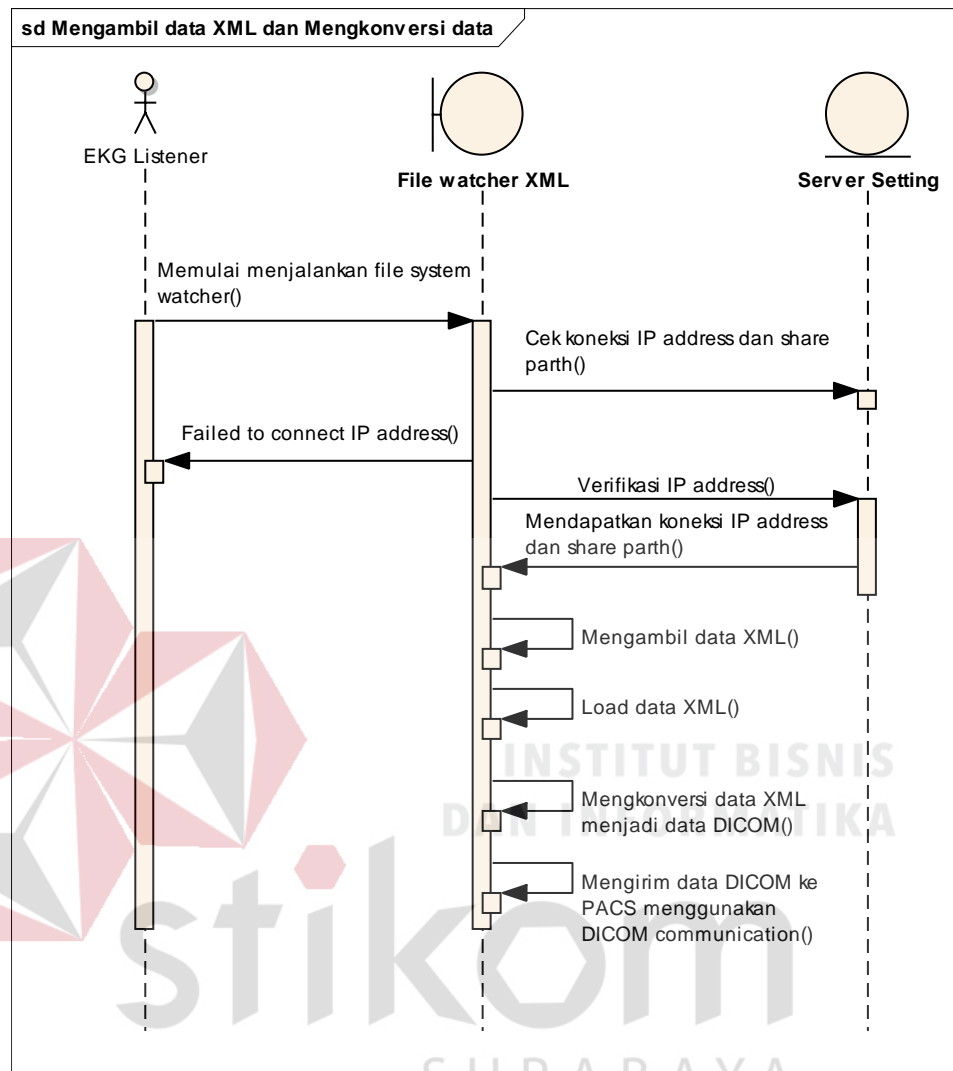 sd Mengambil data XML dan Mengkonversi data
EKG Listener
File watcher XML
Server Setting
Memulai menjalankan file system
watcher()
Cek koneksi IP address dan share
parth()
Failed to connect IP address()
Verifikasi IP address()
Mendapatkan koneksi IP address
dan share parth()
Mengambil data XML()
Load data XML()
INSTITUT BISNIS
DAN INFORMATIKA
Mengkonversi data XML
menjadi data DICOM()
Mengirim data DICOM ke
PACS menggunakan
DICOM communication()
stikom
SURABAYA